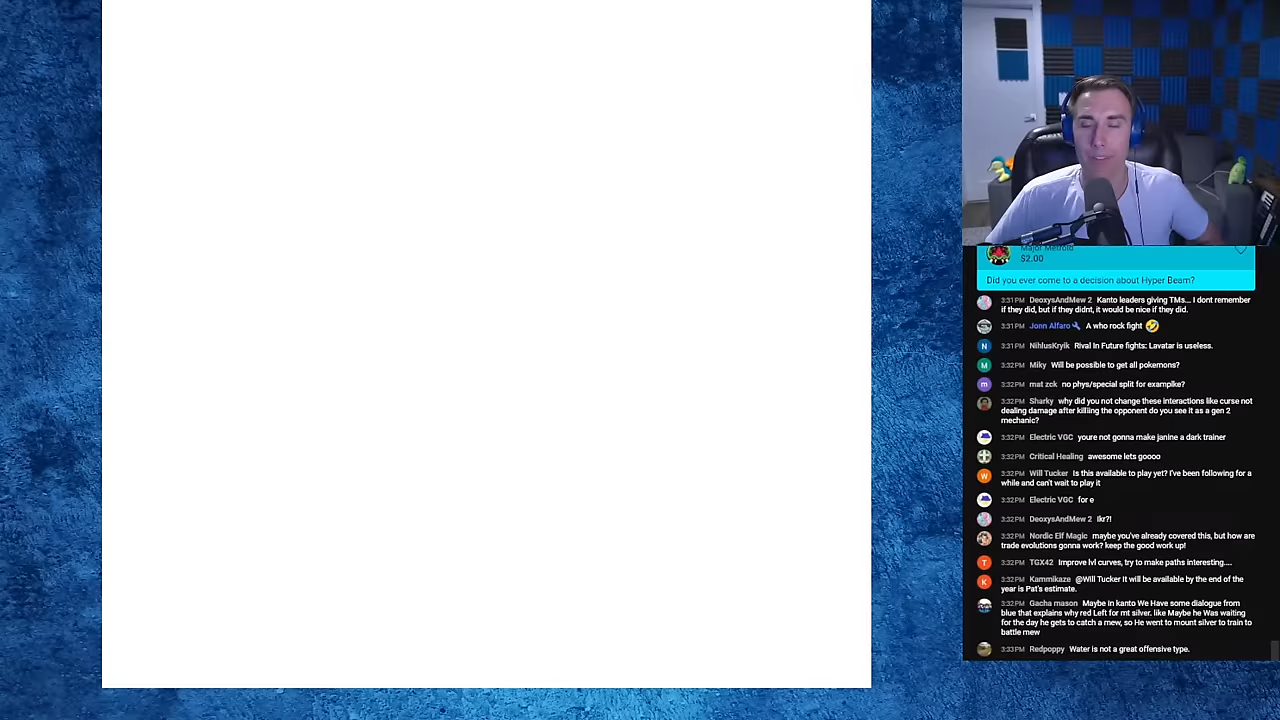 Major Metroid
$2.00
Did you ever come to a decision about Hyper Beam?
3:31PM DeoxysAndMew 2 Kanto leaders giving TMs... I dont remember
if they did, but if they didnt, it would be nice if they did.
3:31PM Jonn Alfaro A who rock fight
3:31PM NihlusKryik Rival In Future fights: Lavatar is useless.
3:32PM Miky Will be possible to get all pokemons?
3:32PM mat zck no phys/special split for examplke?
3:32PM Sharky why did you not change these interactions like curse not
dealing damage after killing the opponent do you see it as a gen 2
mechanic?
3:32PM Electric VGC youre not gonna make janine a dark trainer
3:32PM Critical Healing awesome lets goooo
3:32PM Will Tucker Is this available to play yet? I've been following for a
while and can't wait to play it
3:32PM Electric VGC for e
3:32PM DeoxysAndMew 2 Ikr?!
3:32PM Nordic Elf Magic maybe you've already covered this, but how are
trade evolutions gonna work? keep the good work up!
3:32PM TGX42 Improve lvl curves, try to make paths interesting....
3:32PM Kammikaze @Will Tucker It will be available by the end of the
year is Pat's estimate.
3:32PM Gacha mason Maybe In kanto We Have some dialogue from
blue that explains why red Left for mt silver. like Maybe he Was waiting
for the day he gets to catch a mew, so He went to mount silver to train to
battle mew
3:33PM Redpoppy Water is not a great offensive type.